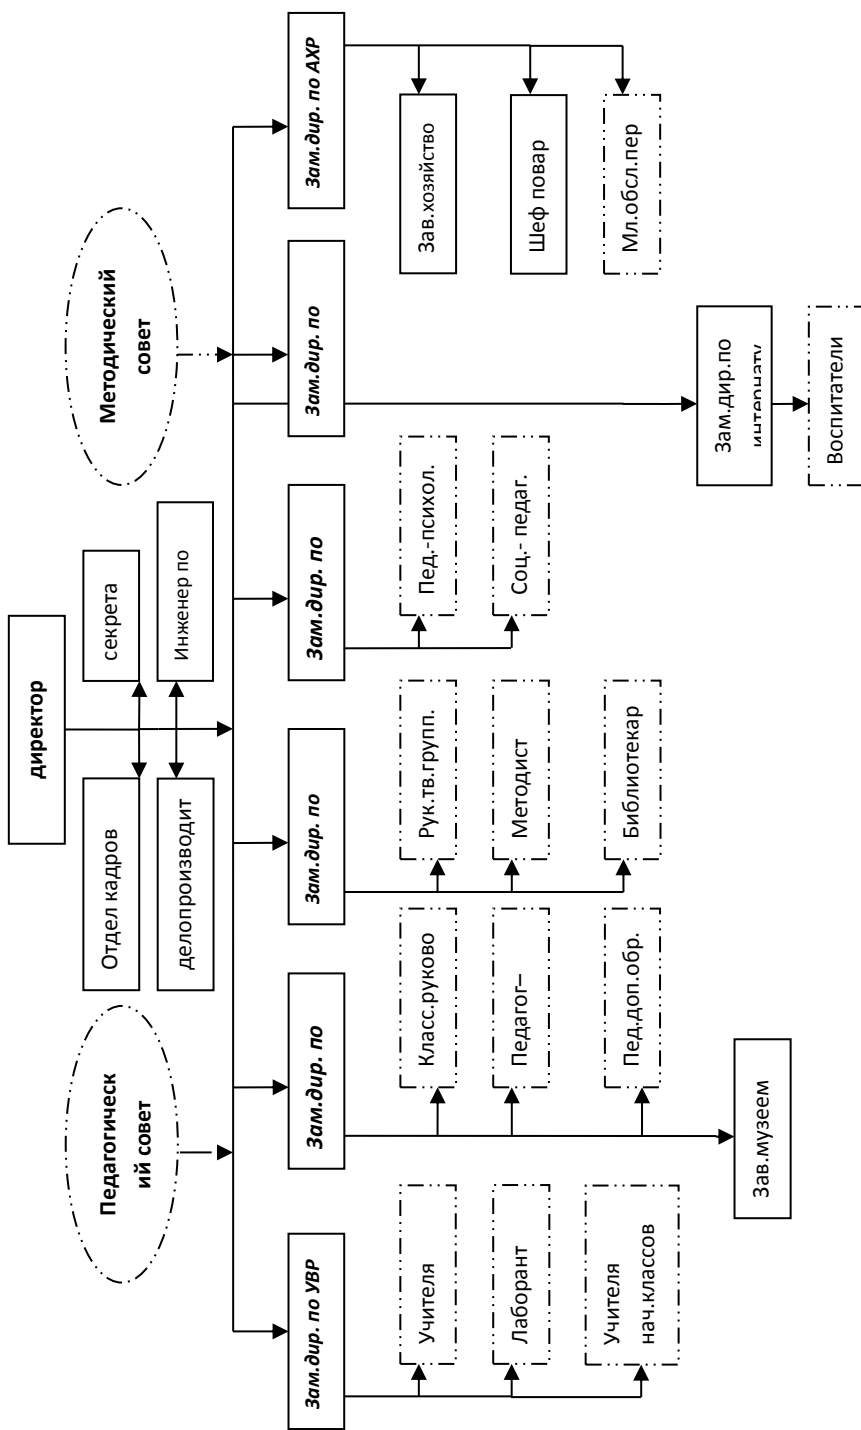 директор
Отдел кадров
секрета
делопроизводит
Инженер по
Педагогическ
ий совет
Методический
совет
Зам.дир. по УВР
Зам.дир. по
Зам.дир. по
Зам.дир. по
Зам.дир. по
Зам.дир. по АХР
Учителя
Лаборант
Учителя
нач.классов
Класс.руково
Педагог–
Пед.доп.обр.
Зав.музеем
Рук.тв.групп.
Методист
Библиотекар
Пед.-психол.
Соц.- педаг.
Зам.дир.по
интернату
Воспитатели
Зав.хозяйство
Шеф повар
Мл.обсл.пер